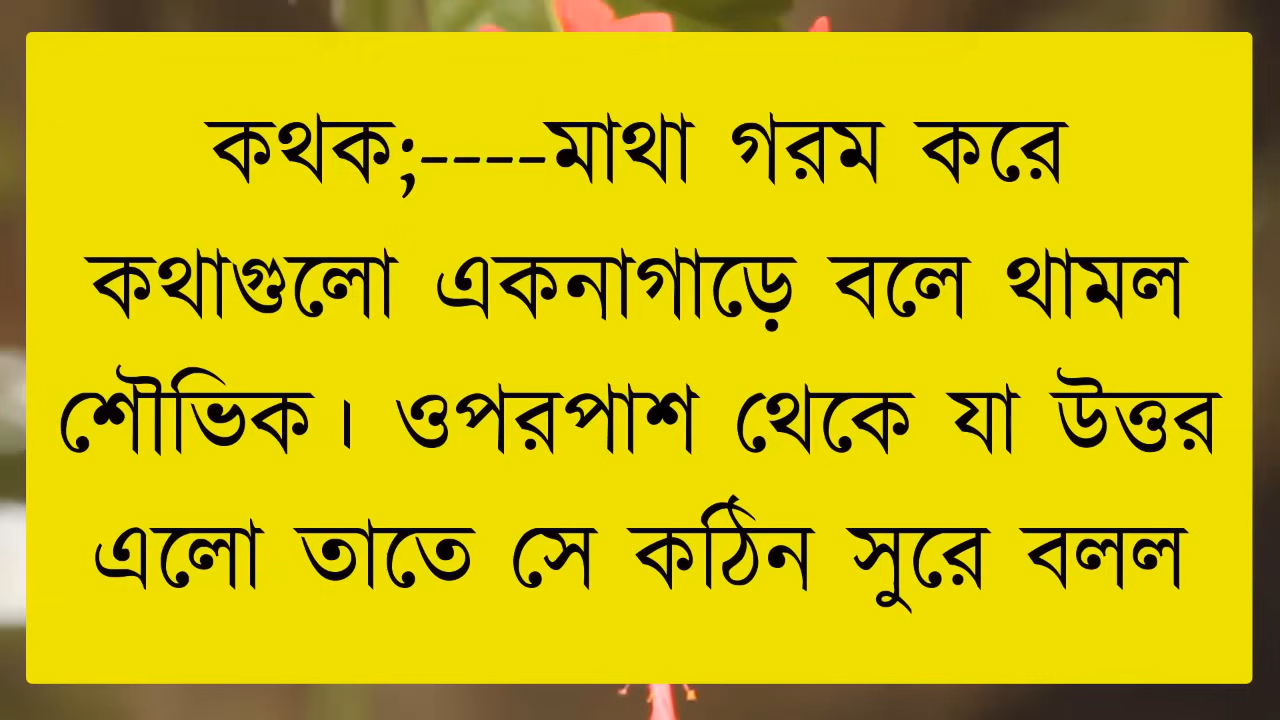 কথক;----মাথা গরম করে
কথাগুলো একনাগাড়ে বলে থামল
শৌভিক। ওপরপাশ থেকে যা উত্তর
এলো তাতে সে কঠিন সুরে বলল